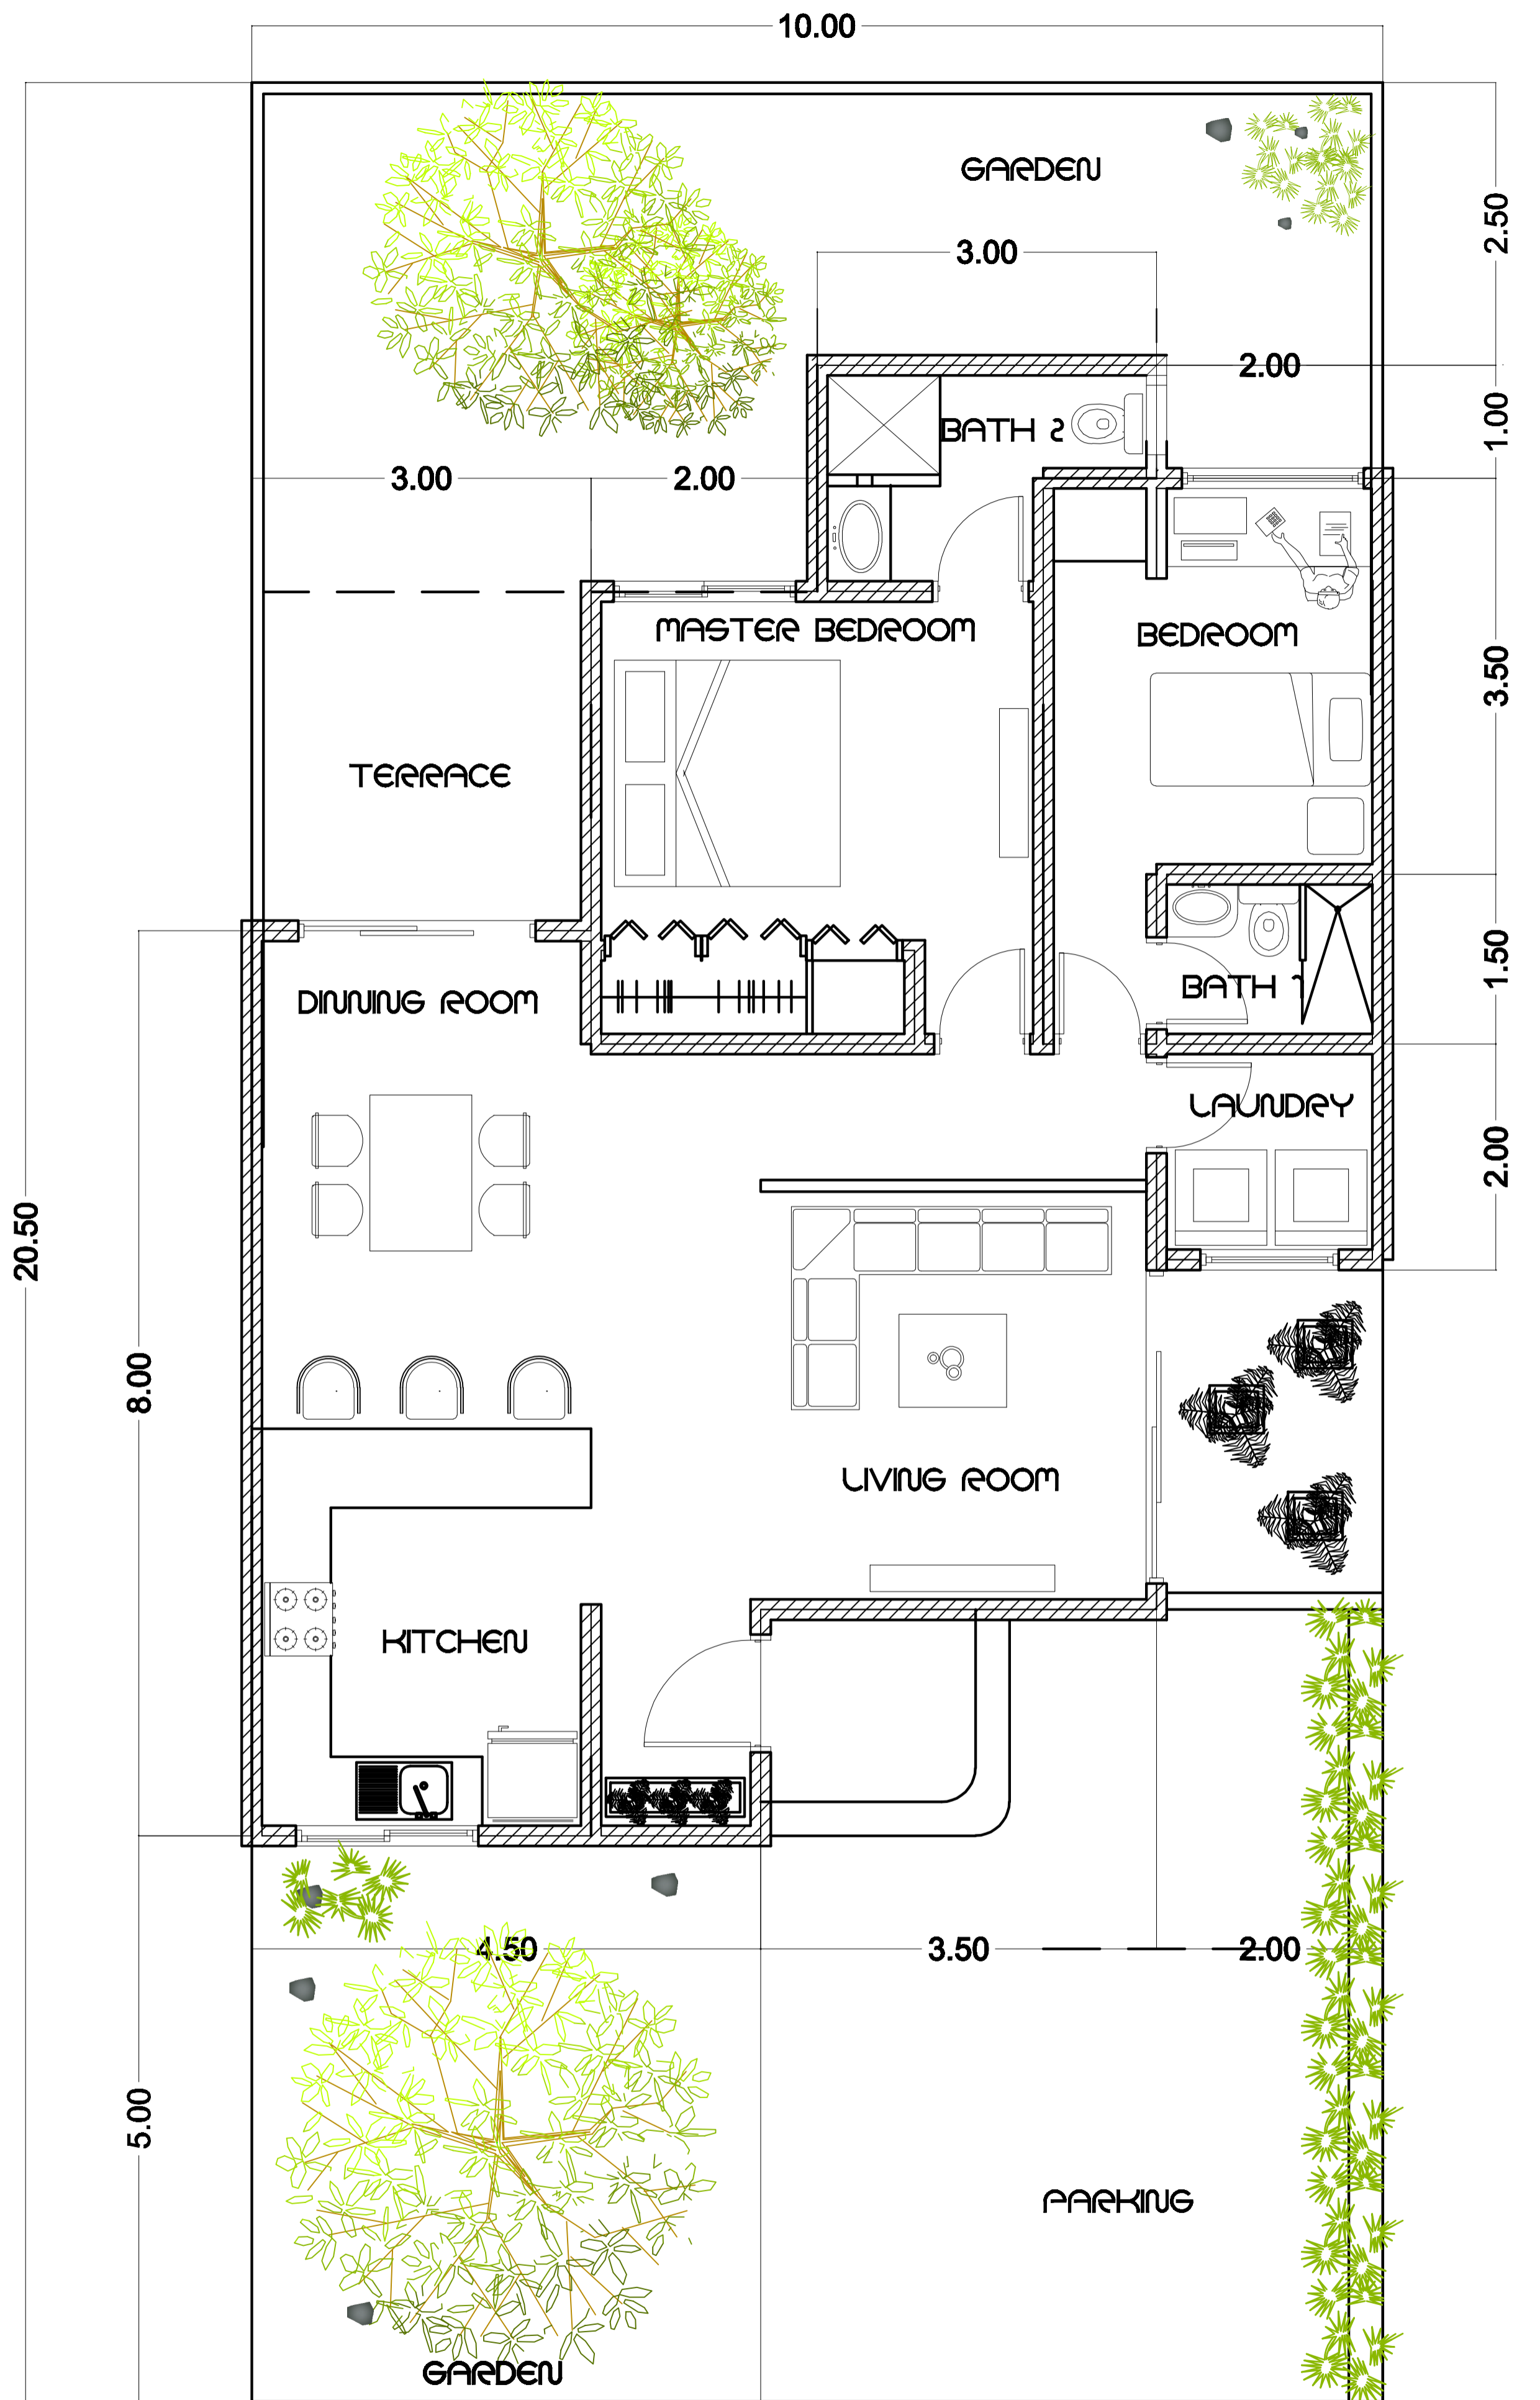 10.00
GARDEN
2.50
3.00
2.00
1.00
BATH 2
3.00
2.00
MASTER BEDROOM
BEDROOM
3.50
TERRACE
1.50
BATH 1
DINNING ROOM
LAUNDRY
2.00
20.50
8.00
LIVING ROOM
KITCHEN
4.50
3.50
2.00
5.00
PARKING
GARDEN